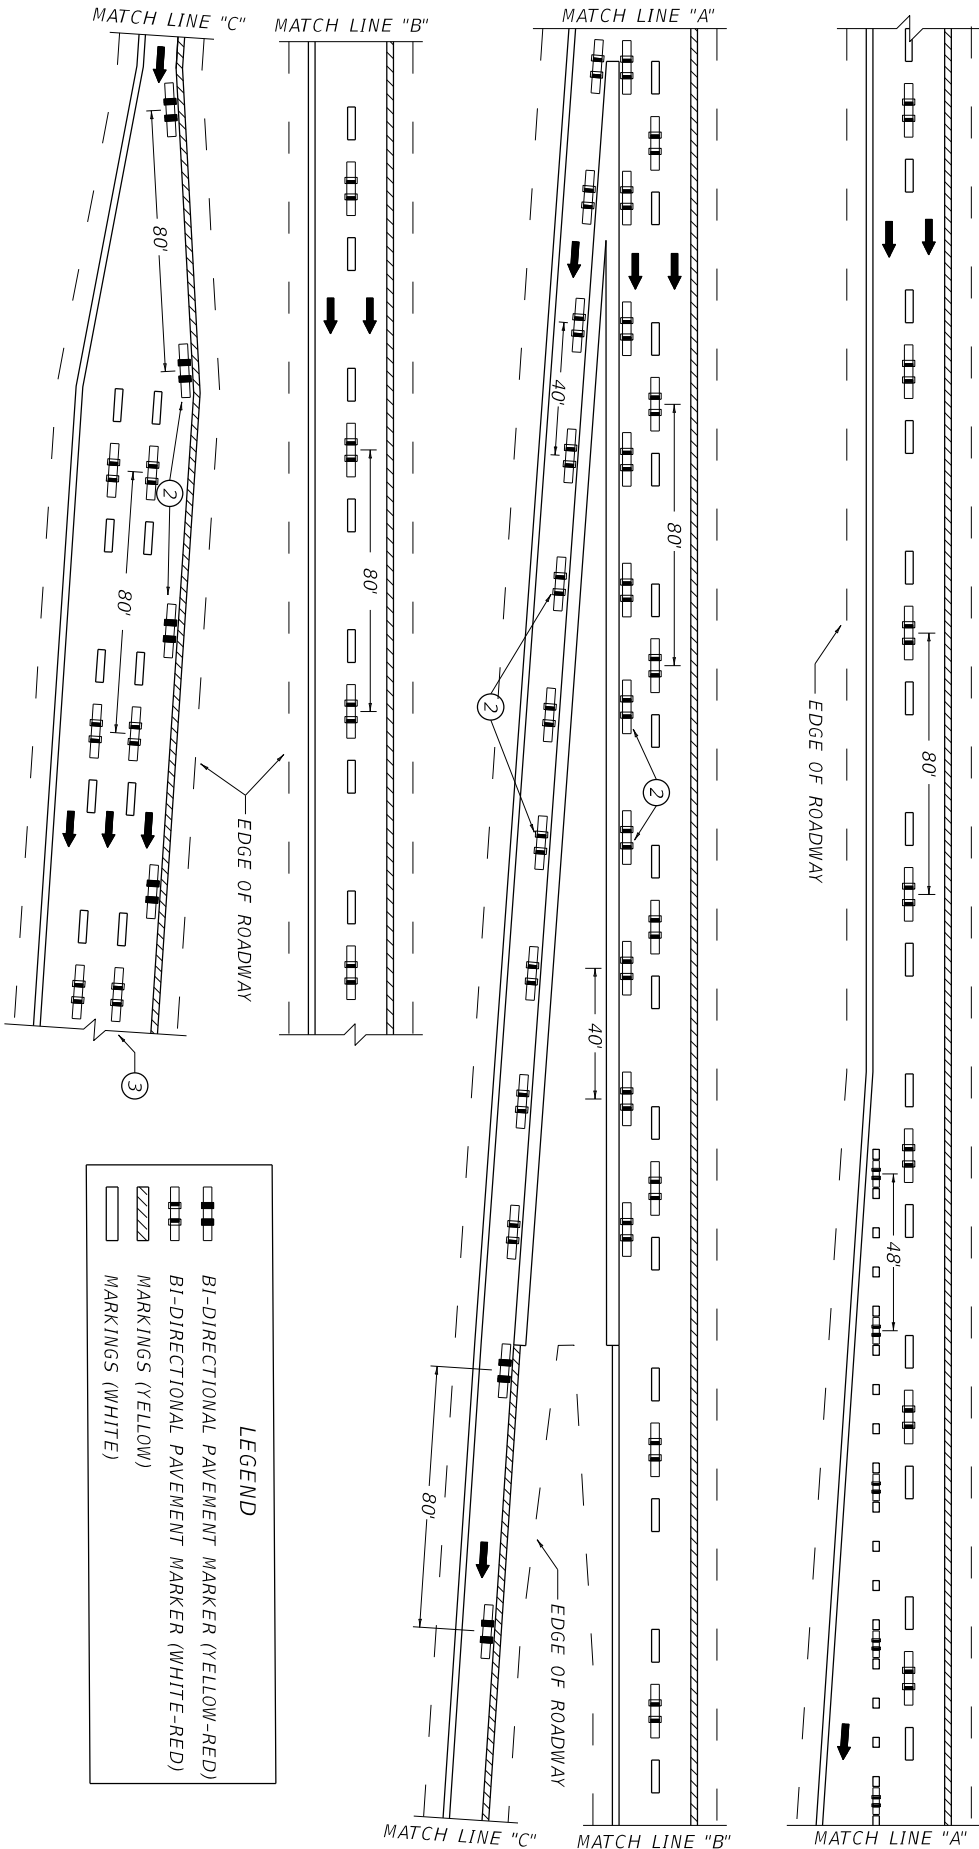 MATCH LINE "C"
MATCH LINE "B"
MATCH LINE "A"
80'
2
80'
EDGE OF ROADWAY
3
80'
40'
80'
2
2
40'
80'
EDGE OF ROADWAY
MATCH LINE "C"
MATCH LINE "B"
EDGE OF ROADWAY
80'
48'
MATCH LINE "A"
LEGEND
BI-DIRECTIONAL PAVEMENT MARKER (YELLOW-RED)
BI-DIRECTIONAL PAVEMENT MARKER (WHITE-RED)
MARKINGS (YELLOW)
MARKINGS (WHITE)